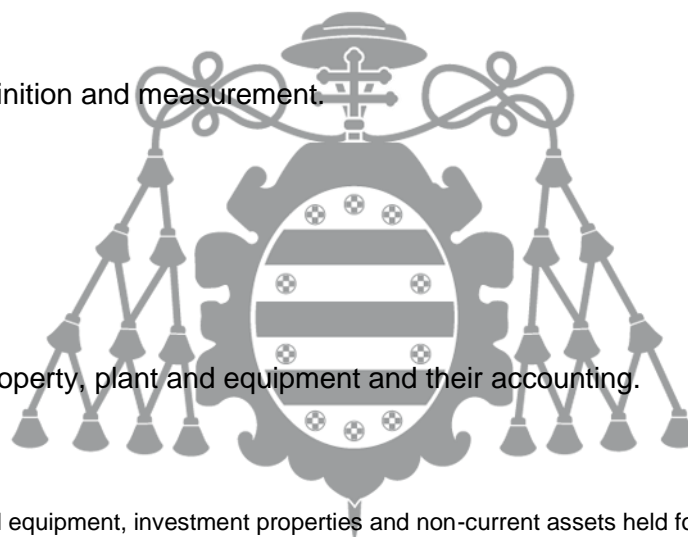 inition and measurement.
operty, plant and equipment and their accounting.
equipment, investment properties and non-current assets held fo